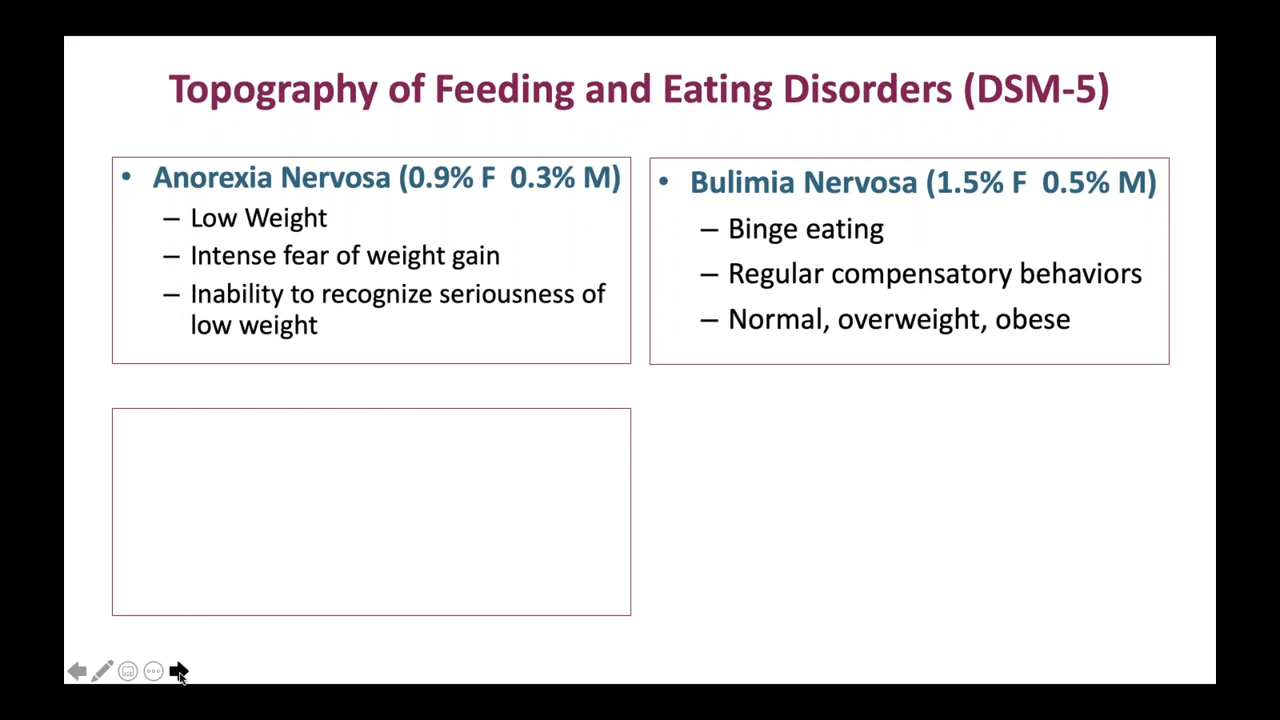 Topography of Feeding and Eating Disorders (DSM-5)
• Anorexia Nervosa (0.9% F 0.3% M)
– Low Weight
– Intense fear of weight gain
– Inability to recognize seriousness of
low weight
• Bulimia Nervosa (1.5% F 0.5% M)
– Binge eating
– Regular compensatory behaviors
– Normal, overweight, obese